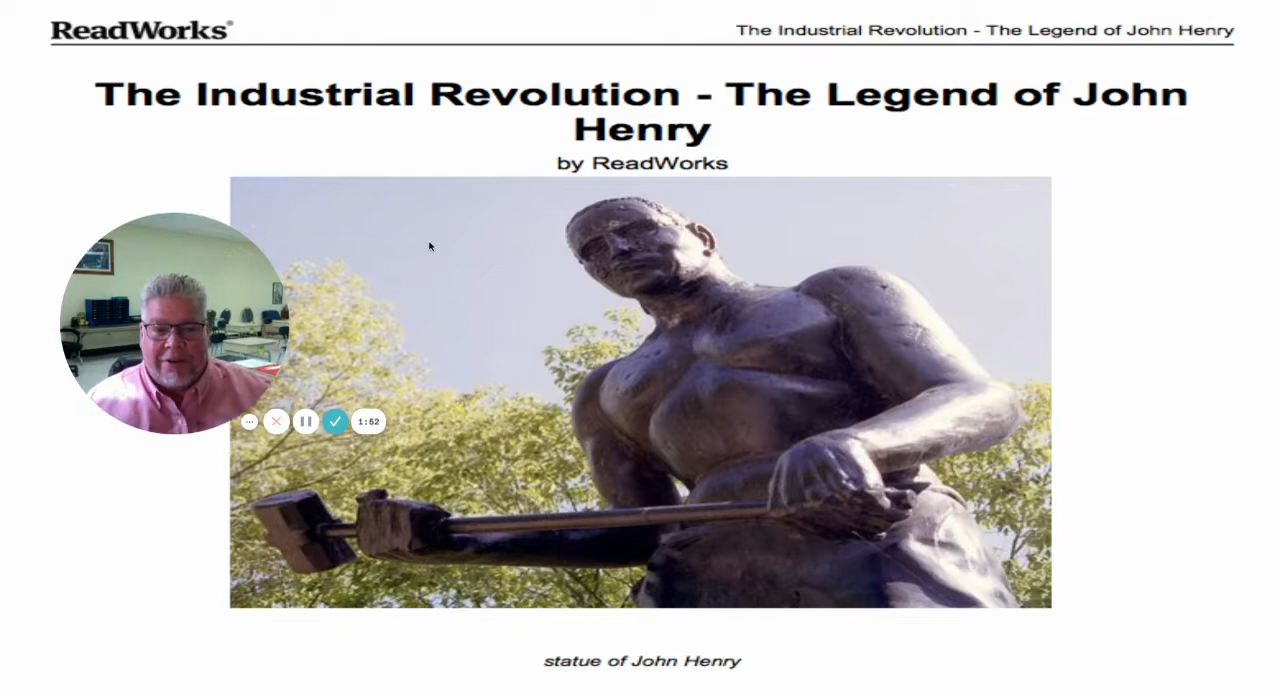 ReadWorks®
The Industrial Revolution - The Legend of John Henry
The Industrial Revolution - The Legend of John
Henry
by ReadWorks
1:52
statue of John Henry